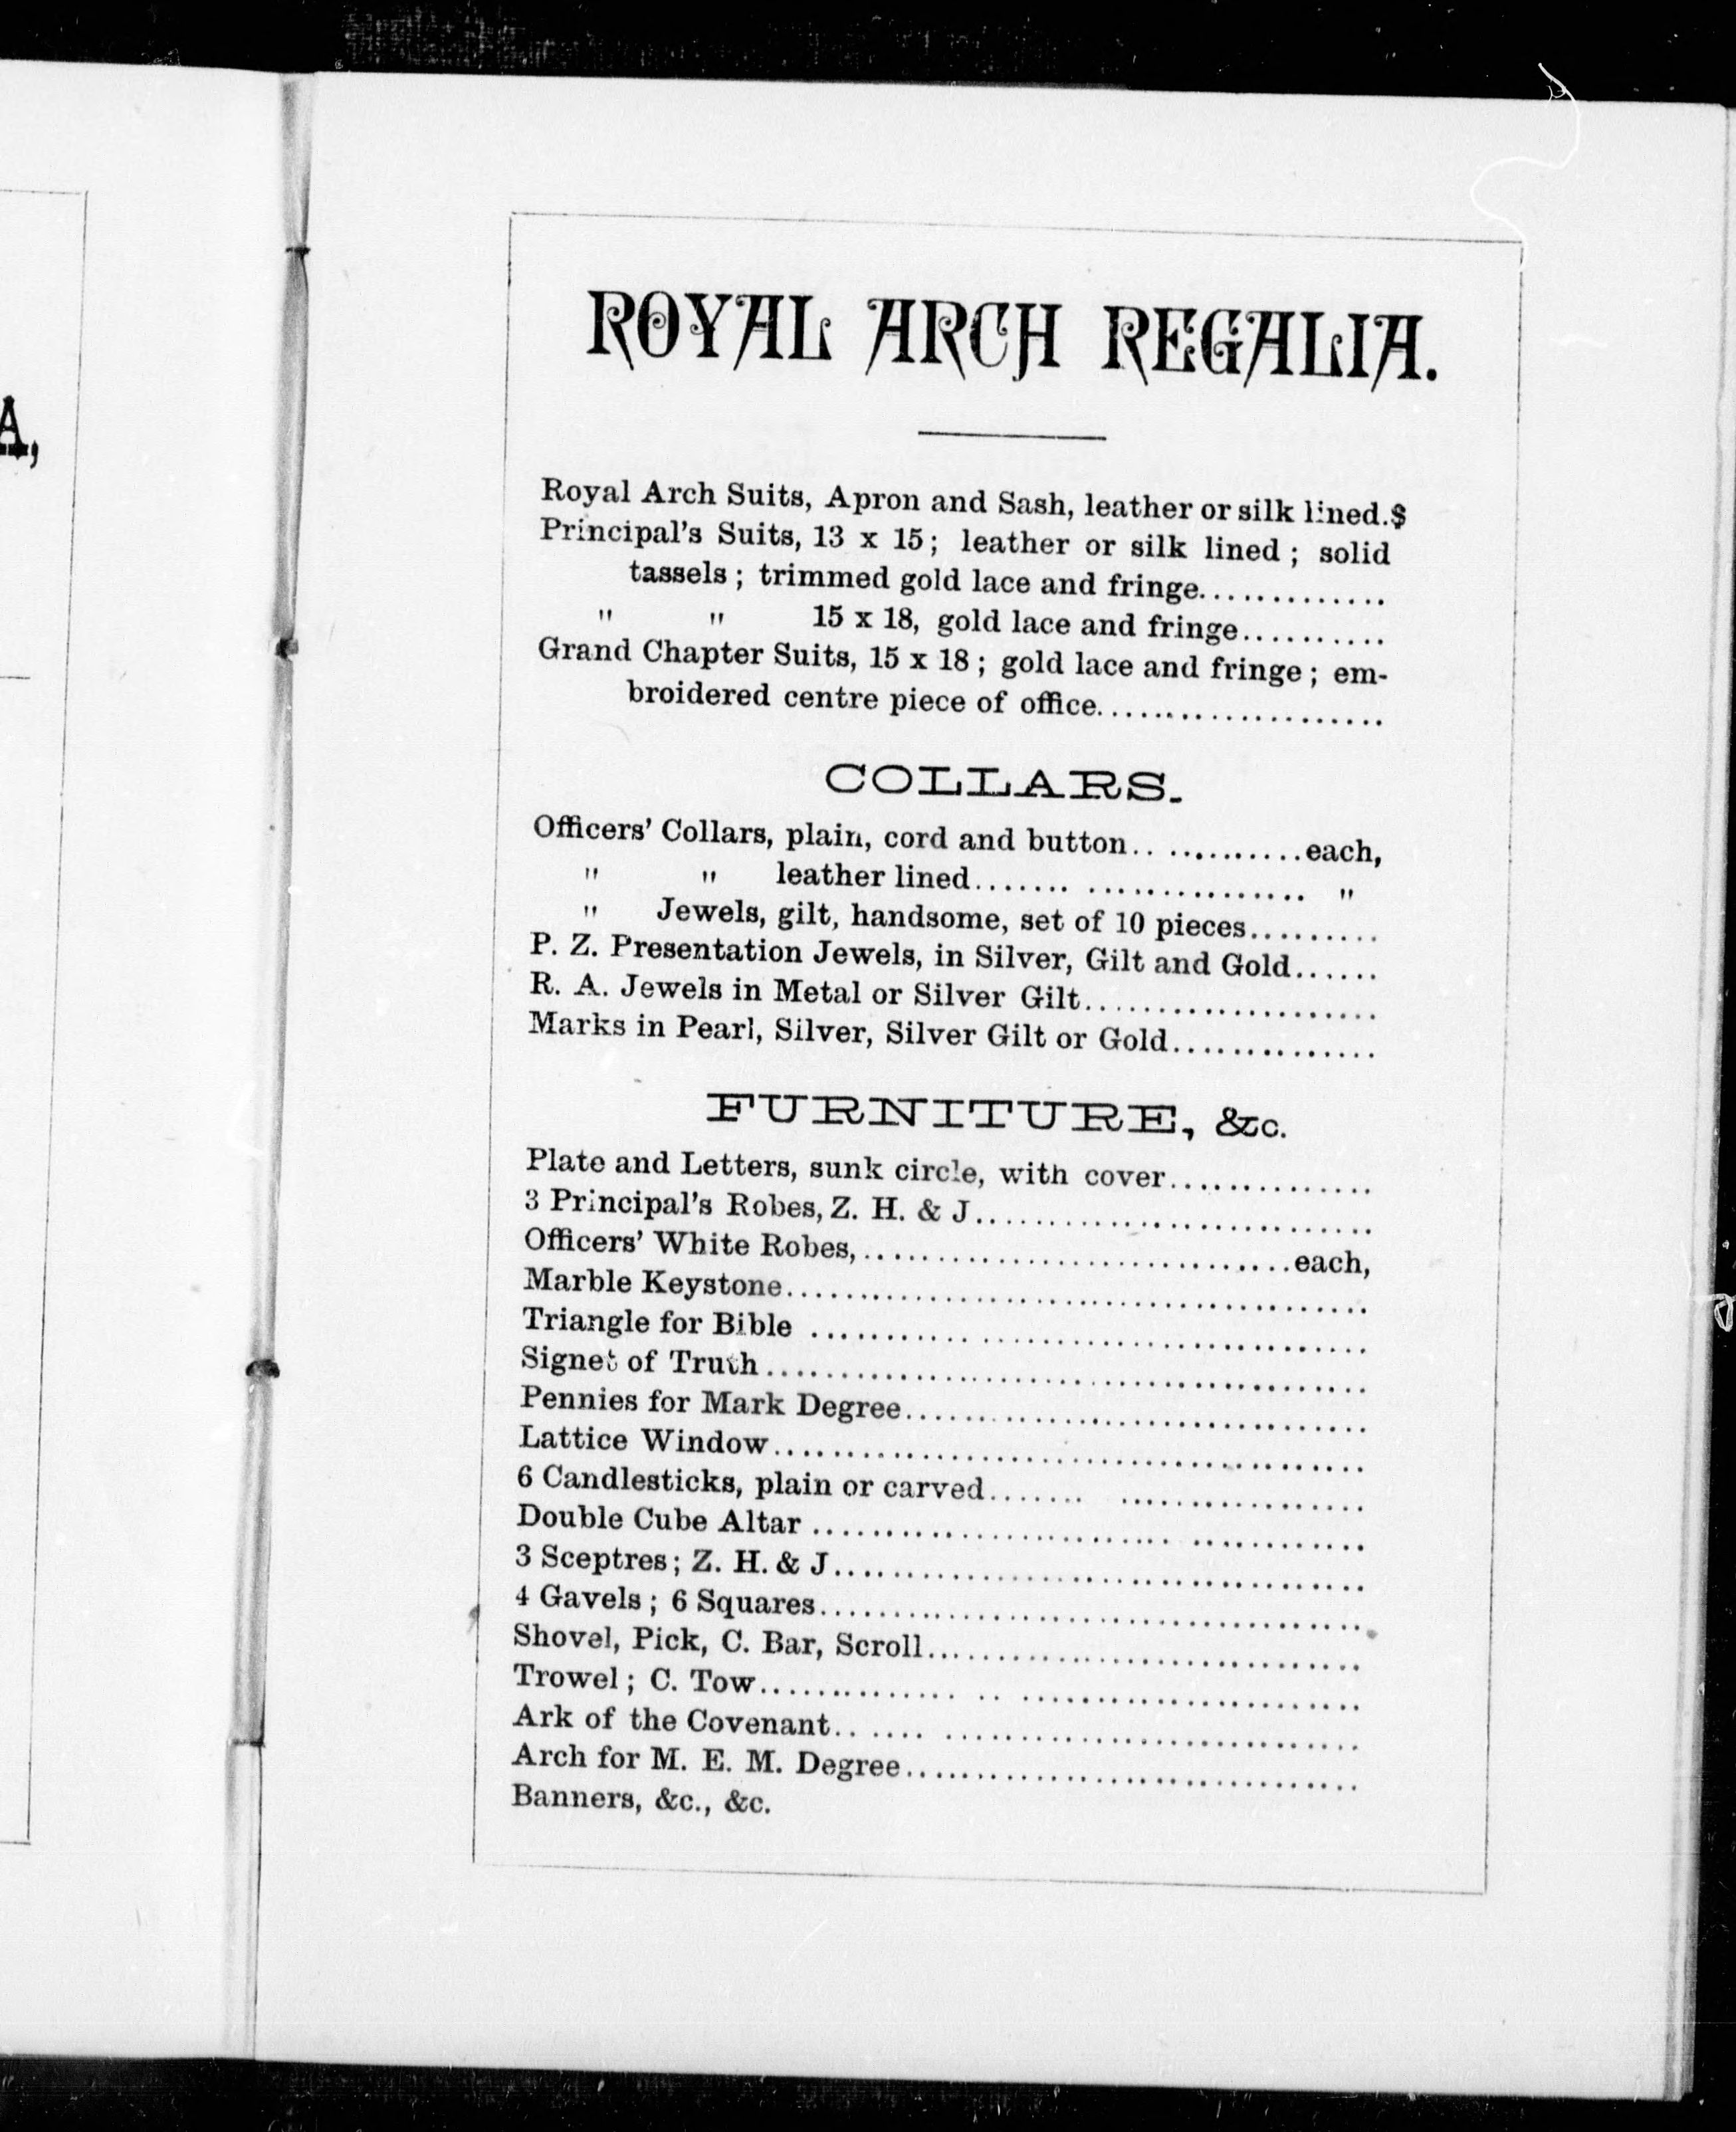 A,
ROYAL ARCH REGALIA.
Royal Arch Suits, Apron and Sash, leather or silk lined.$
Principal's Suits, 13 x 15; leather or silk lined; solid
tassels; trimmed gold lace and fringe.............
" " 15 x 18, gold lace and fringe..........
Grand Chapter Suits, 15 x 18; gold lace and fringe; em-
broidered centre piece of office....................
COLLARS.
Officers' Collars, plain, cord and button.. ..........each,
" " leather lined....... ............... "
" Jewels, gilt, handsome, set of 10 pieces.........
P. Z. Presentation Jewels, in Silver, Gilt and Gold......
R. A. Jewels in Metal or Silver Gilt....................
Marks in Pearl, Silver, Silver Gilt or Gold..............
FURNITURE, &c.
Plate and Letters, sunk circle, with cover..............
3 Principal's Robes, Z. H. & J...........................
Officers' White Robes,..............................each,
Marble Keystone........................................
Triangle for Bible ......................................
Signet of Truth.........................................
Pennies for Mark Degree................................
Lattice Window........................................
6 Candlesticks, plain or carved....... .................
Double Cube Altar ........................ ............
3 Sceptres; Z. H. & J....................................
4 Gavels; 6 Squares.....................................
Shovel, Pick, C. Bar, Scroll..............................
Trowel; C. Tow.............. .. .......................
Ark of the Covenant.. .... ............................
Arch for M. E. M. Degree...............................
Banners, &c., &c.